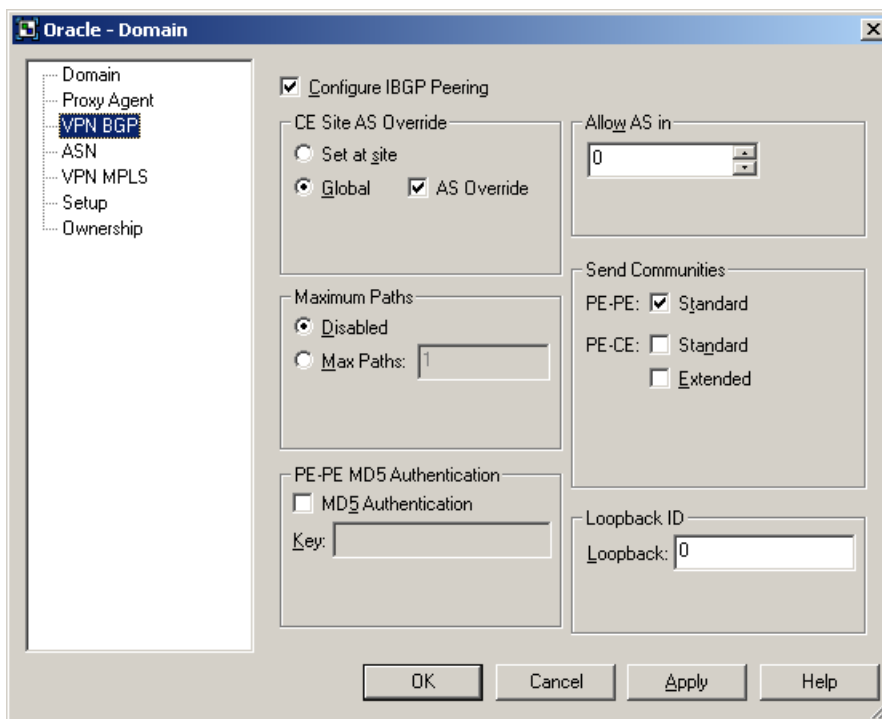 Oracle - Domain
Domain
Proxy Agent
VPN BGP
ASN
VPN MPLS
Setup
Ownership
Configure IBGP Peering
CE Site AS Override
Set at site
Global AS Override
Maximum Paths
Disabled
Max Paths: 1
PE-PE MD5 Authentication
MD5 Authentication
Key:
Allow AS in
0
Send Communities
PE-PE: Standard
PE-CE: Standard
Extended
Loopback ID
Loopback: 0
OK Cancel Apply Help